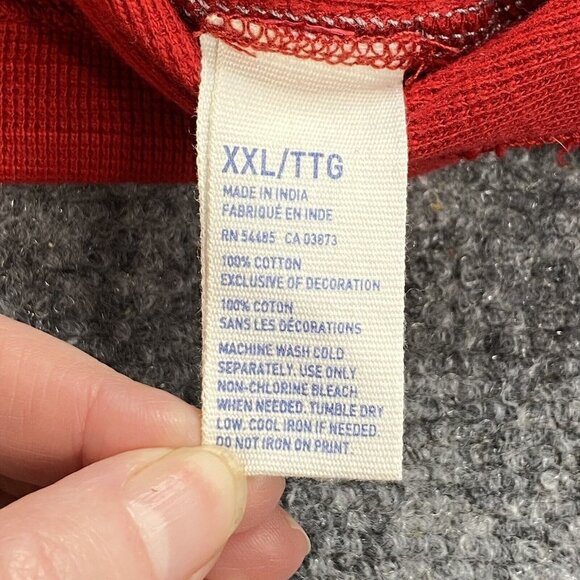 XXL/TTG
MADE IN INDIA
FABRIQUÉ EN INDE
RN 54485 CA 03873
100% COTTON
EXCLUSIVE OF DECORATION
100% COTON
SANS LES DÉCORATIONS
MACHINE WASH COLD
SEPARATELY. USE ONLY
NON-CHLORINE BLEACH
WHEN NEEDED. TUMBLE DRY
LOW. COOL IRON IF NEEDED.
DO NOT IRON ON PRINT.